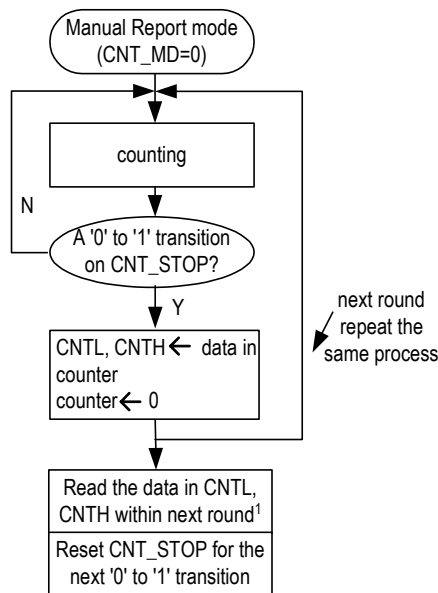 Manual Report mode
(CNT_MD=0)
counting
N
A '0' to '1' transition
on CNT_STOP?
Y
next round
repeat the
same process
CNTL, CNTH ← data in
counter
counter ← 0
Read the data in CNTL,
CNTH within next round¹
Reset CNT_STOP for the
next '0' to '1' transition